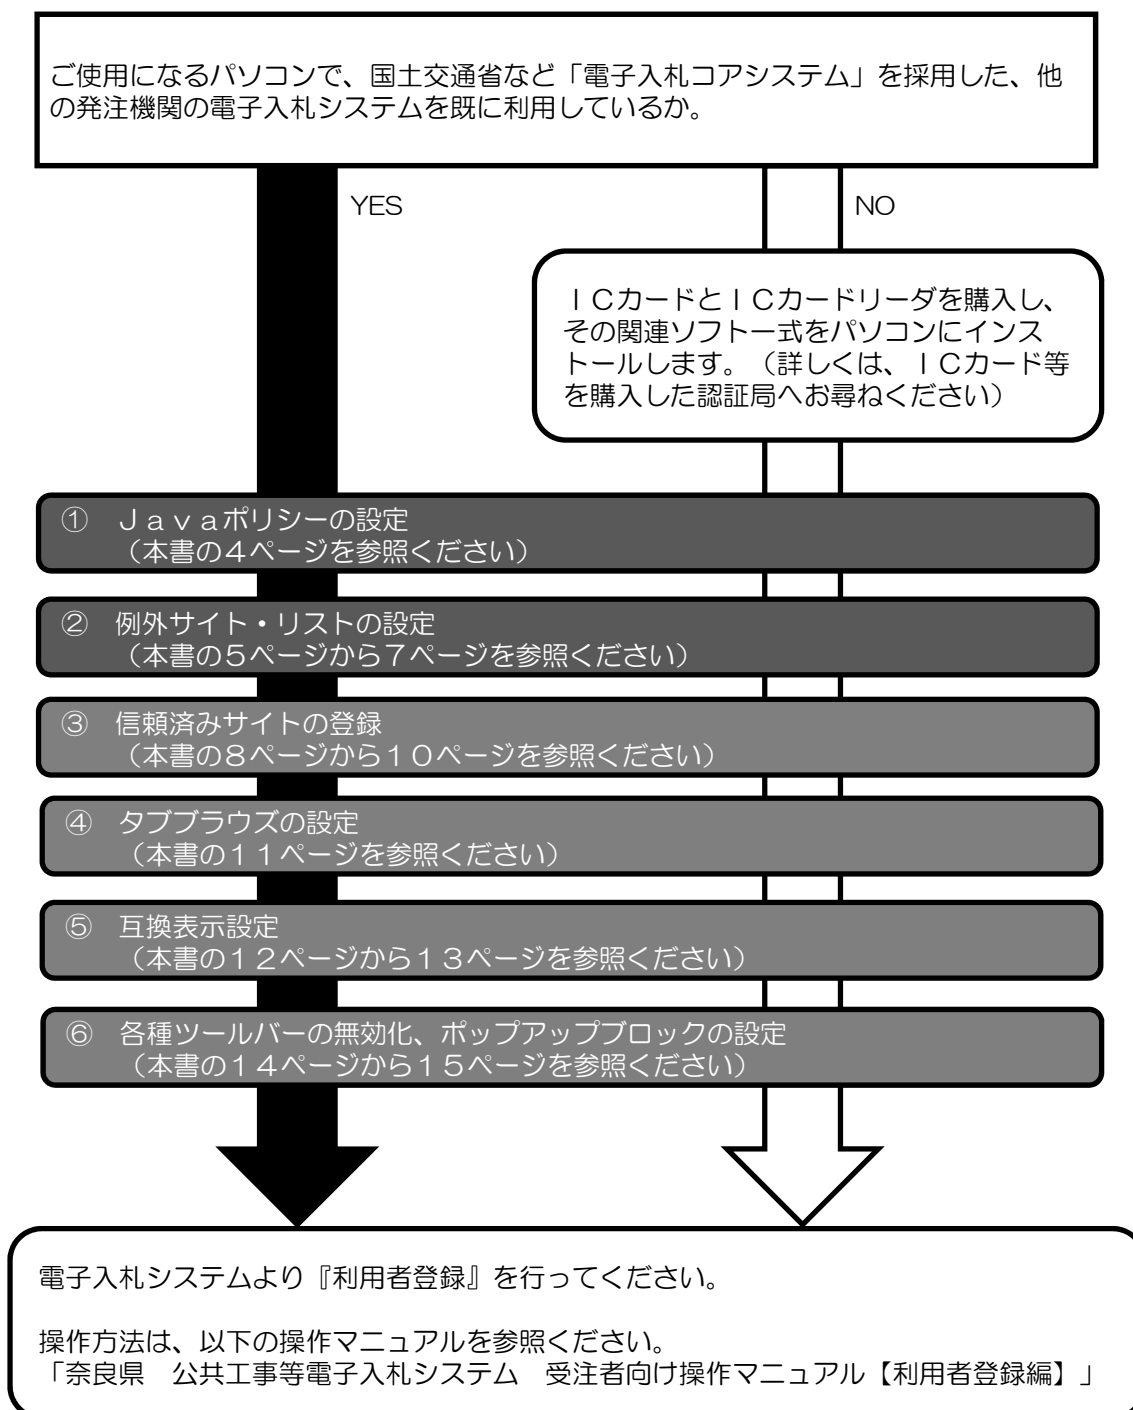 ご使用になるパソコンで、国土交通省など「電子入札コアシステム」を採用した、他
の発注機関の電子入札システムを既に利用しているか。
YES
NO
ＩＣカードとＩＣカードリーダを購入し、
その関連ソフト一式をパソコンにインス
トールします。（詳しくは、ＩＣカード等
を購入した認証局へお尋ねください）
①　Ｊａｖａポリシーの設定
（本書の４ページを参照ください）
②　例外サイト・リストの設定
（本書の５ページから７ページを参照ください）
③　信頼済みサイトの登録
（本書の８ページから１０ページを参照ください）
④　タブブラウズの設定
（本書の１１ページを参照ください）
⑤　互換表示設定
（本書の１２ページから１３ページを参照ください）
⑥　各種ツールバーの無効化、ポップアップブロックの設定
（本書の１４ページから１５ページを参照ください）
電子入札システムより『利用者登録』を行ってください。
操作方法は、以下の操作マニュアルを参照ください。
「奈良県　公共工事等電子入札システム　受注者向け操作マニュアル【利用者登録編】」